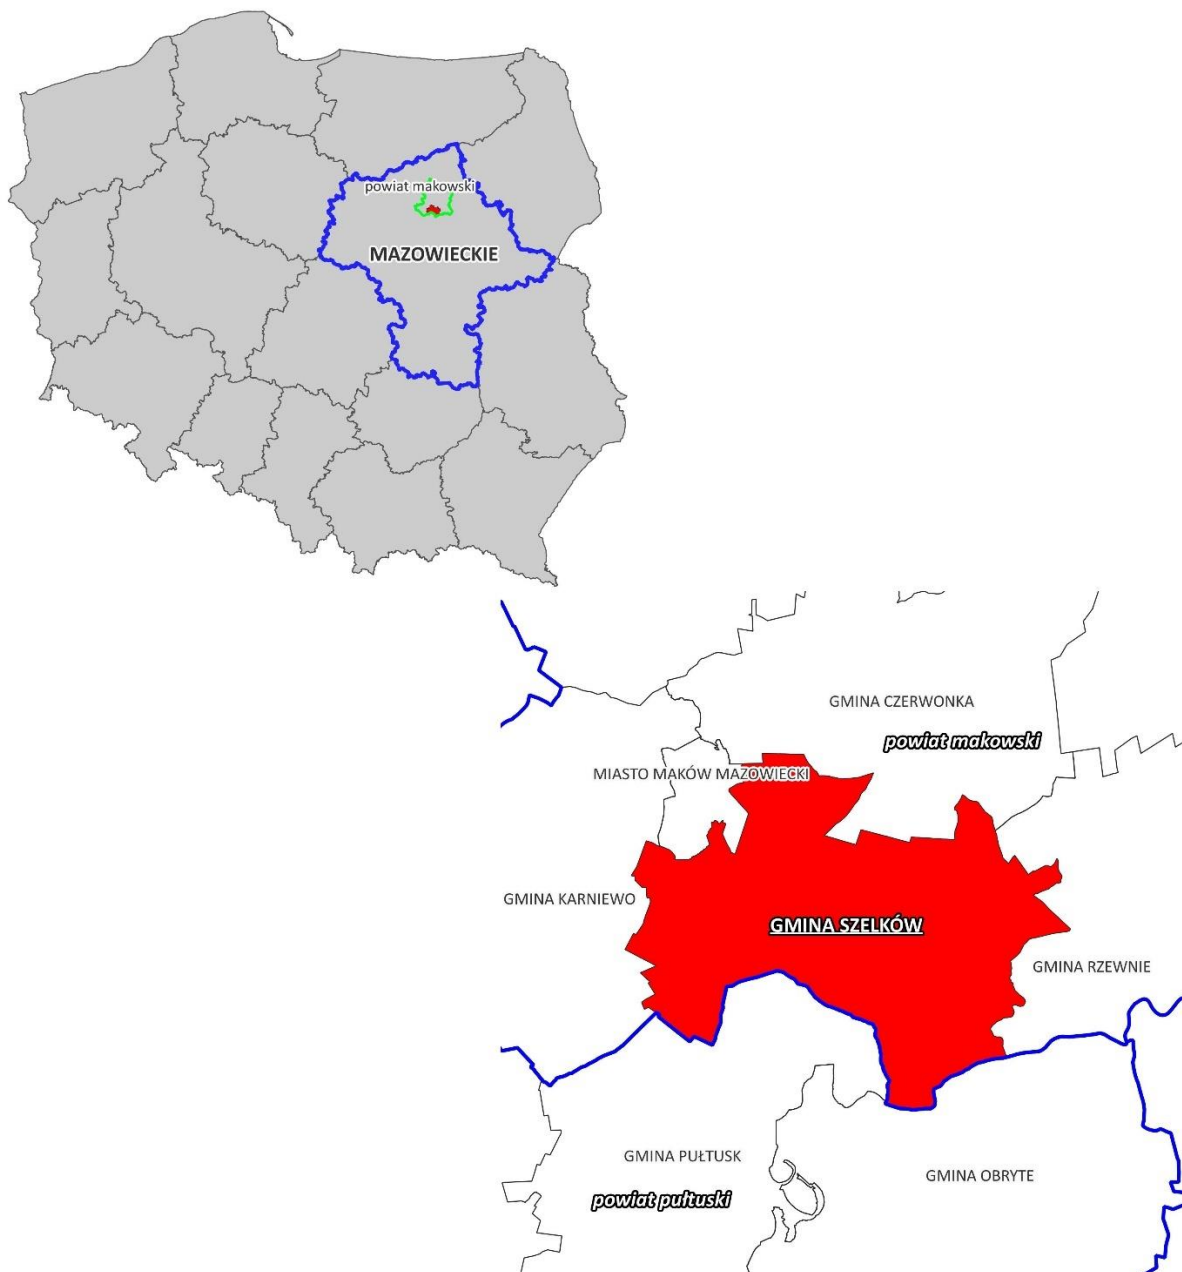 powiat makowski
MAZOWIECKIE
GMINA CZERWONKA
powiat makowski
MIASTO MAKÓW MAZOWIECKI
GMINA KARNIEWO
GMINA SZELKÓW
GMINA RZEWNIE
GMINA PUŁTUSK
GMINA OBRYTE
powiat pułtuski